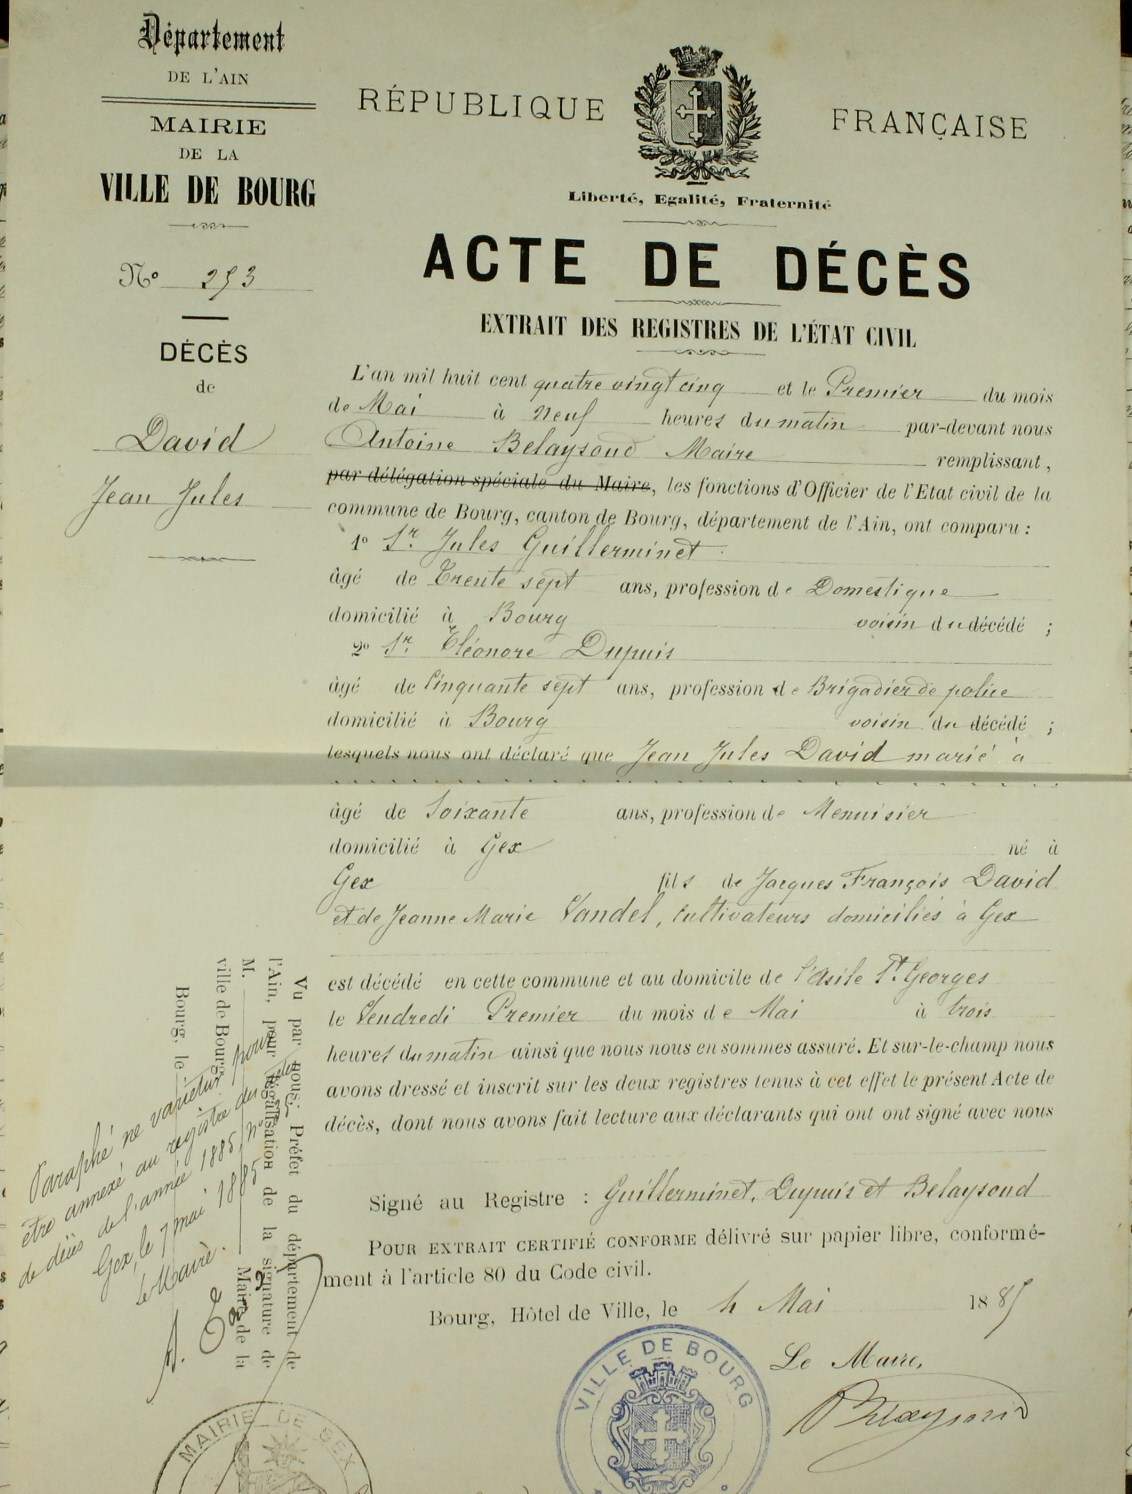 Département
DE L'AIN
MAIRIE
DE LA
VILLE DE BOURG
Nº 253
DÉCÈS
de
David
Jean Jules
RÉPUBLIQUE FRANÇAISE
Liberté, Egalité, Fraternité
ACTE DE DÉCÈS
EXTRAIT DES REGISTRES DE L'ÉTAT CIVIL
L'an mil huit cent quatre vingt cinq et le Premier du mois
de Mai à neuf heures du matin par-devant nous
Antoine Belaysoud Maire remplissant,
par délégation spéciale du Maire, les fonctions d'Officier de l'Etat civil de la
commune de Bourg, canton de Bourg, département de l'Ain, ont comparu :
1º Sr. Jules Guillerminet
âgé de Trente sept ans, profession de Domestique
domicilié à Bourg voisin du décédé ;
2º Sr. Eléonore Dupuis
âgé de Cinquante sept ans, profession de Brigadier de police
domicilié à Bourg voisin du décédé ;
lesquels nous ont déclaré que Jean Jules David marié à
âgé de Soixante ans, profession de Menuisier
domicilié à Gex né à
Gex fils de Jacques François David
et de Jeanne Marie Vandel, cultivateurs domiciliés à Gex
est décédé en cette commune et au domicile de l'Asile St. Georges
le Vendredi Premier du mois de Mai à trois
heures du matin ainsi que nous nous en sommes assuré. Et sur-le-champ nous
avons dressé et inscrit sur les deux registres tenus à cet effet le présent Acte de
décès, dont nous avons fait lecture aux déclarants qui ont ont signé avec nous
Signé au Registre : Guillerminet, Dupuis et Belaysoud
POUR EXTRAIT CERTIFIÉ CONFORME délivré sur papier libre, conformé-
ment à l'article 80 du Code civil.
Bourg, Hôtel de Ville, le 4 Mai 1885
Le Maire,
Belaysoud
VILLE DE BOURG
Vu par nous, Préfet du département de
l'Ain, pour légalisation de la signature de
M. Maire de la
ville de Bourg.
Bourg, le
Paraphé ne varietur pour
être annexé au registre des actes
de décès de l'année 1885, Nº
Gex, le 7 mai 1885
le Maire.
MAIRIE DE GEX